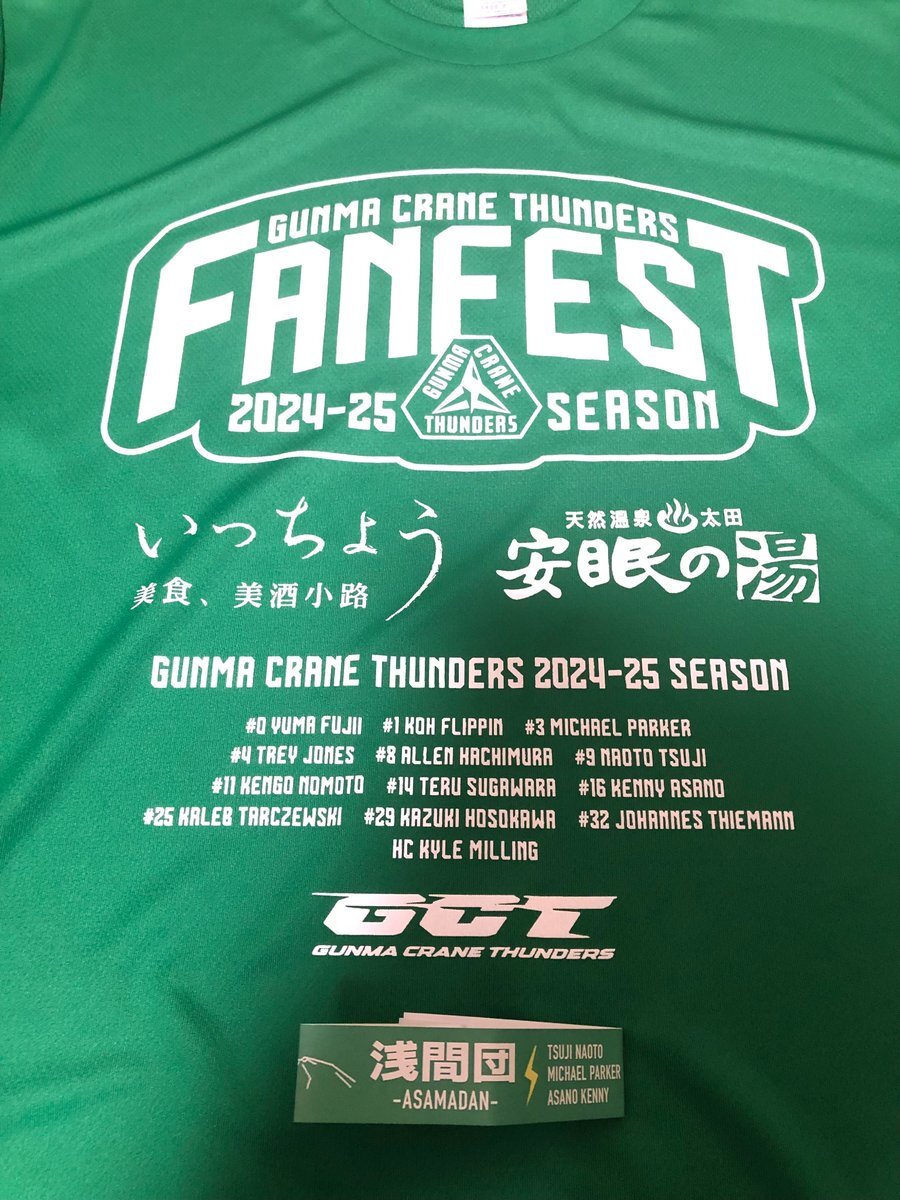 GUNMA CRANE THUNDERS
FANFEST
2024-25 GUNMA CRANE THUNDERS SEASON
いっちょう
美食、美酒小路
天然温泉 太田
安眠の湯
GUNMA CRANE THUNDERS 2024-25 SEASON
#0 YUMA FUJII #1 KOH FLIPPIN #3 MICHAEL PARKER
#4 TREY JONES #8 ALLEN HACHIMURA #9 NAOTO TSUJI
#11 KENGO NOMOTO #14 TERU SUGAWARA #16 KENNY ASANO
#25 KALEB TARCZEWSKI #29 KAZUKI HOSOKAWA #32 JOHANNES THIEMANN
HC KYLE MILLING
GCT
GUNMA CRANE THUNDERS
浅間団
-ASAMADAN-
TSUJI NAOTO
MICHAEL PARKER
ASANO KENNY